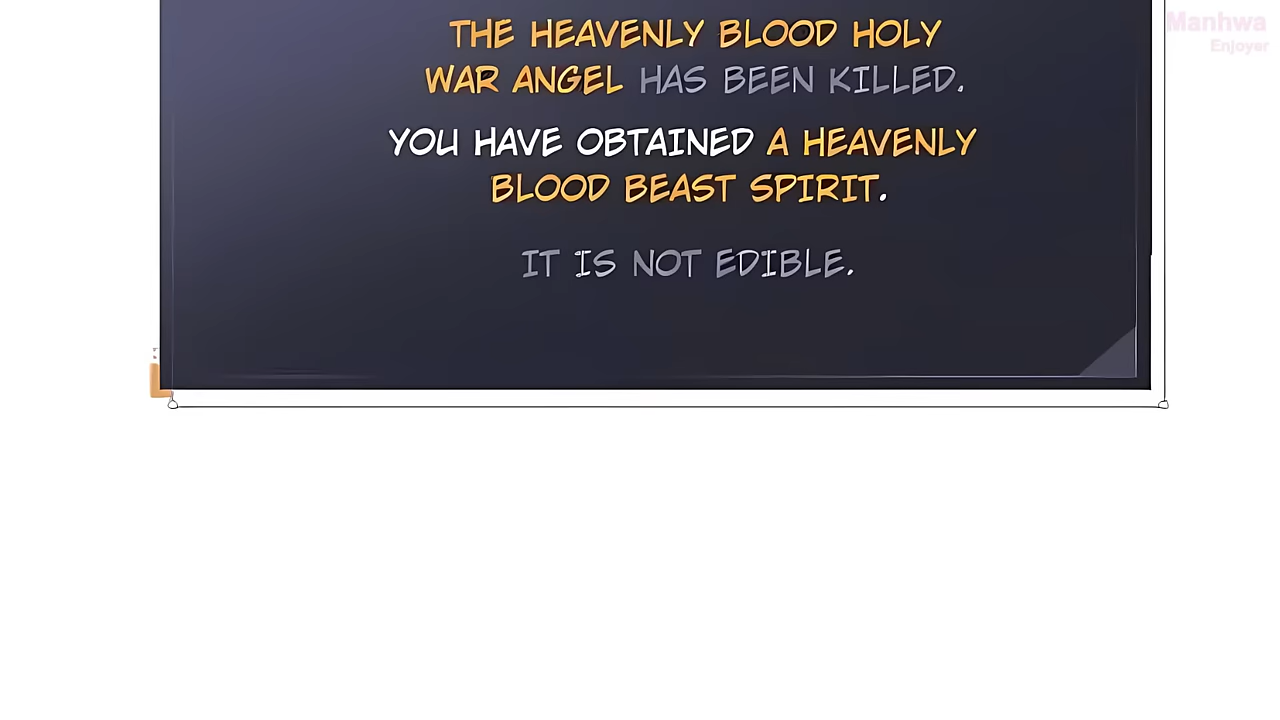 Manhwa
Enjoyer
THE HEAVENLY BLOOD HOLY
WAR ANGEL HAS BEEN KILLED.
YOU HAVE OBTAINED A HEAVENLY
BLOOD BEAST SPIRIT.
IT IS NOT EDIBLE.